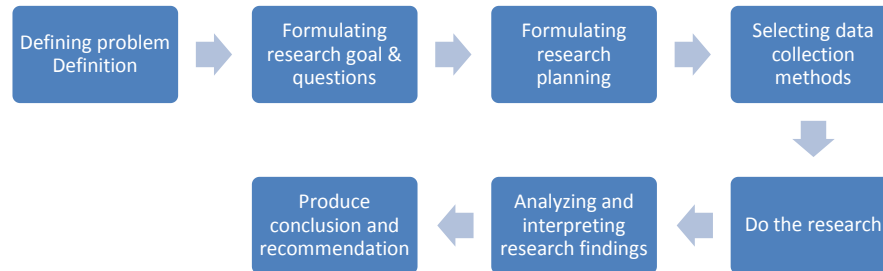 Defining problem
Definition
Formulating
research goal &
questions
Formulating
research
planning
Selecting data
collection
methods
Do the research
Analyzing and
interpreting
research findings
Produce
conclusion and
recommendation